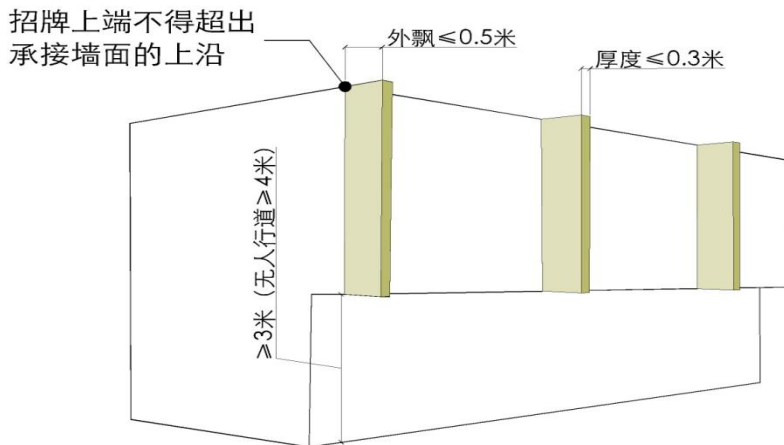 招牌上端不得超出
承接墙面的上沿
外飘≤0.5米
厚度≤0.3米
≥3米（无人行道≥4米）